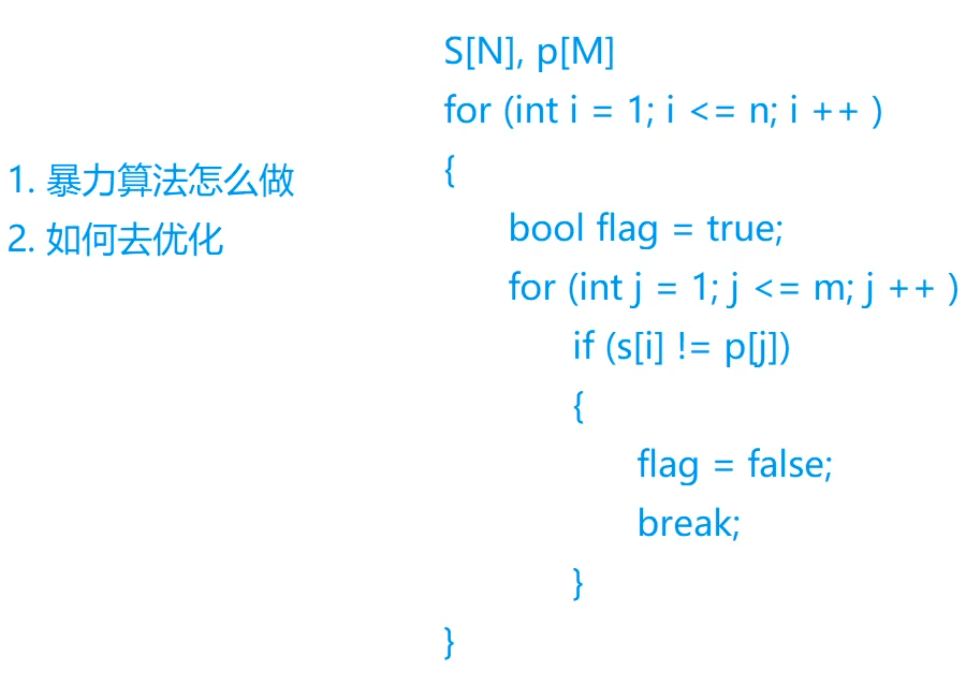 1. 暴力算法怎么做
2. 如何去优化
S[N], p[M]
for (int i = 1; i <= n; i ++ )
{
bool flag = true;
for (int j = 1; j <= m; j ++ )
if (s[i] != p[j])
{
flag = false;
break;
}
}